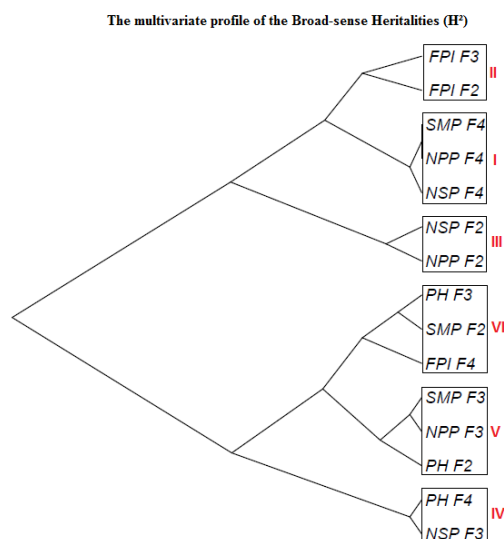 The multivariate profile of the Broad-sense Heritalities (H²)
FPI F3
FPI F2
II
SMP F4
NPP F4
NSP F4
I
NSP F2
NPP F2
III
PH F3
SMP F2
FPI F4
VI
SMP F3
NPP F3
PH F2
V
PH F4
NSP F3
IV